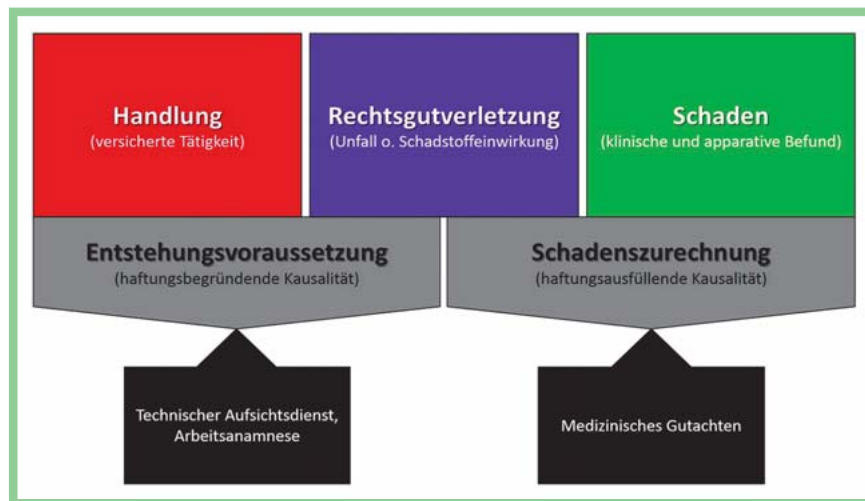 Handlung
(versicherte Tätigkeit)
Rechtsgutverletzung
(Unfall o. Schadstoffeinwirkung)
Schaden
(klinische und apparative Befund)
Entstehungsvoraussetzung
(haftungsbegründende Kausalität)
Schadenszurechnung
(haftungsausfüllende Kausalität)
Technischer Aufsichtsdienst,
Arbeitsanamnese
Medizinisches Gutachten